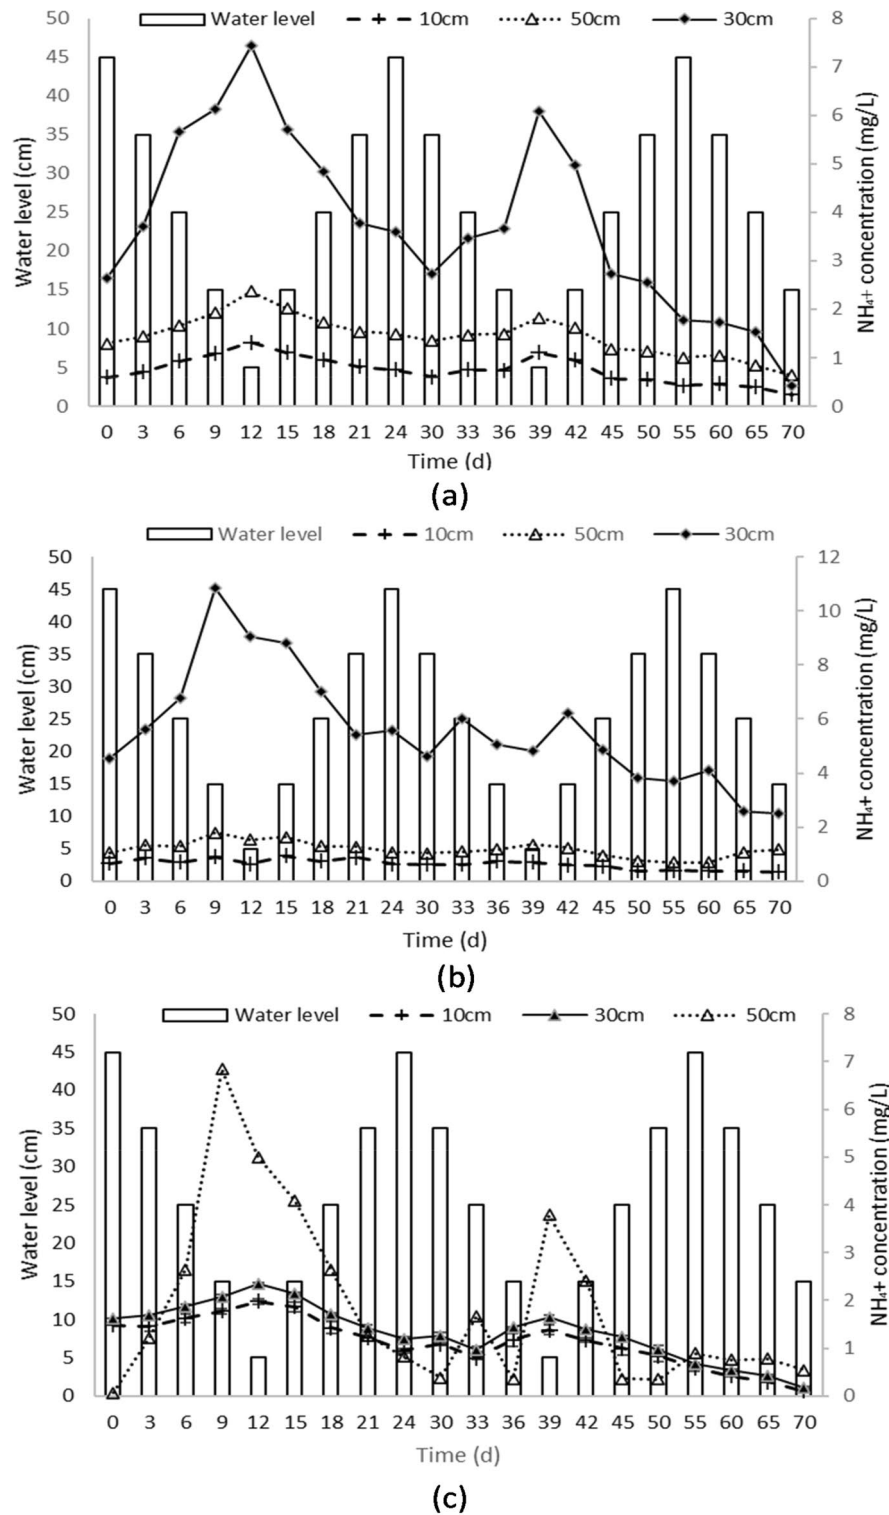 Water level 10cm 50cm 30cm
50 8
45 7
40
35 6
30 5
25 4
20 3
15 2
10
5 1
0 0
Water level (cm)
NH₄+ concentration (mg/L)
0 3 6 9 12 15 18 21 24 30 33 36 39 42 45 50 55 60 65 70
Time (d)
(a)
Water level 10cm 50cm 30cm
50 12
45 10
40
35 8
30
25 6
20
15 4
10 2
5
0 0
Water level (cm)
NH₄+ concentration (mg/L)
0 3 6 9 12 15 18 21 24 30 33 36 39 42 45 50 55 60 65 70
Time (d)
(b)
Water level 10cm 30cm 50cm
50 8
45 7
40
35 6
30 5
25 4
20 3
15 2
10
5 1
0 0
Water level (cm)
NH₄+ concentration (mg/L)
0 3 6 9 12 15 18 21 24 30 33 36 39 42 45 50 55 60 65 70
Time (d)
(c)